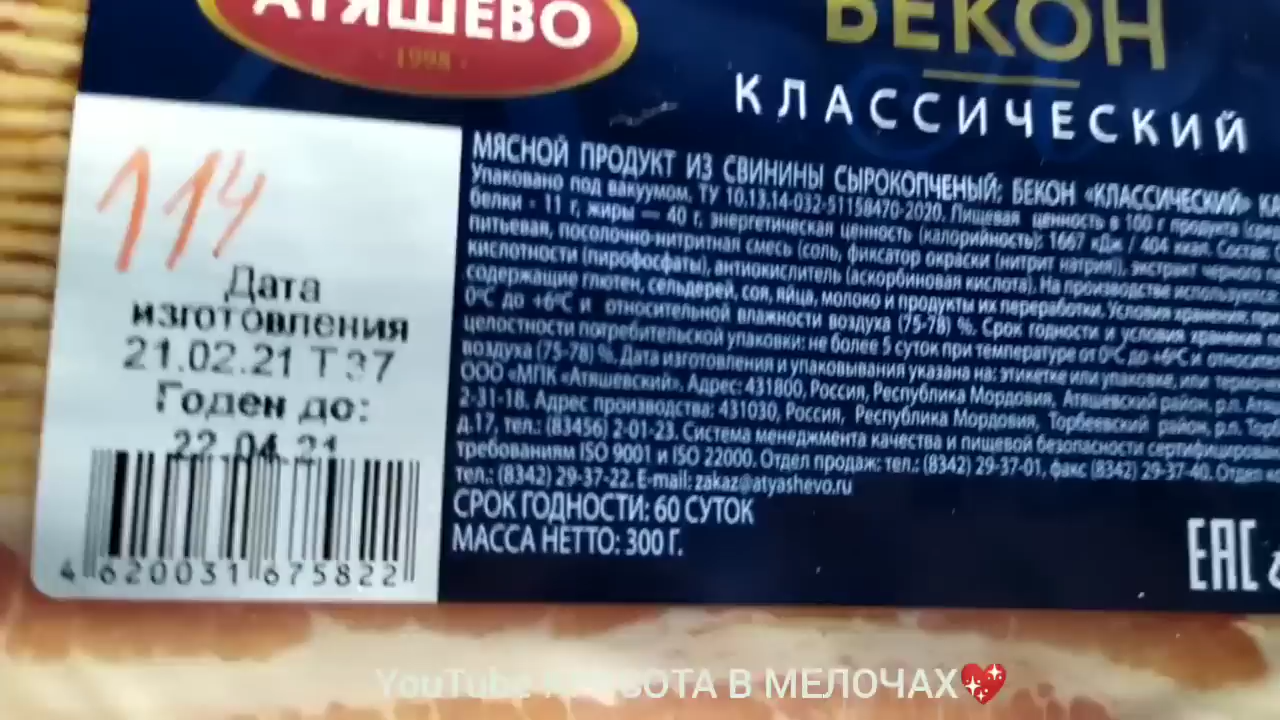 АТЯШЕВО
1998
БЕКОН
КЛАССИЧЕСКИЙ
114
Дата
изготовления
21.02.21 Т 37
Годен до:
22.04.21
4 620031 675822
МЯСНОЙ ПРОДУКТ ИЗ СВИНИНЫ СЫРОКОПЧЕНЫЙ: БЕКОН «КЛАССИЧЕСКИЙ»
Упаковано под вакуумом. ТУ 10.13.14-032-51158470-2020. Пищевая ценность в 100 г продукта
белки - 11 г, жиры — 40 г, энергетическая ценность (калорийность): 1667 кДж / 404 ккал. Состав
питьевая, посолочно-нитритная смесь (соль, фиксатор окраски (нитрит натрия)), экстракт черного
кислотности (пирофосфаты), антиокислитель (аскорбиновая кислота). На производстве
содержащие глютен, сельдерей, соя, яйца, молоко и продукты их переработки. Условия хранения: при
0°С до +6°С и относительной влажности воздуха (75-78) %. Срок годности и условия хранения
целостности потребительской упаковки: не более 5 суток при температуре от 0°С до +6°С и
воздуха (75-78) %. Дата изготовления и упаковывания указана на: этикетке или упаковке, или
ООО «МПК «Атяшевский». Адрес: 431800, Россия, Республика Мордовия, Атяшевский район, р.п.
2-31-18. Адрес производства: 431030, Россия, Республика Мордовия, Торбеевский район, р.п.
д.17, тел.: (83456) 2-01-23. Система менеджмента качества и пищевой безопасности
требованиям ISO 9001 и ISO 22000. Отдел продаж: тел.: (8342) 29-37-01, факс (8342) 29-37-40. Отдел
тел.: (8342) 29-37-22. E-mail: zakaz@atyashevo.ru
СРОК ГОДНОСТИ: 60 СУТОК
МАССА НЕТТО: 300 Г.
EAC
YouTube В МЕЛОЧАХ💖